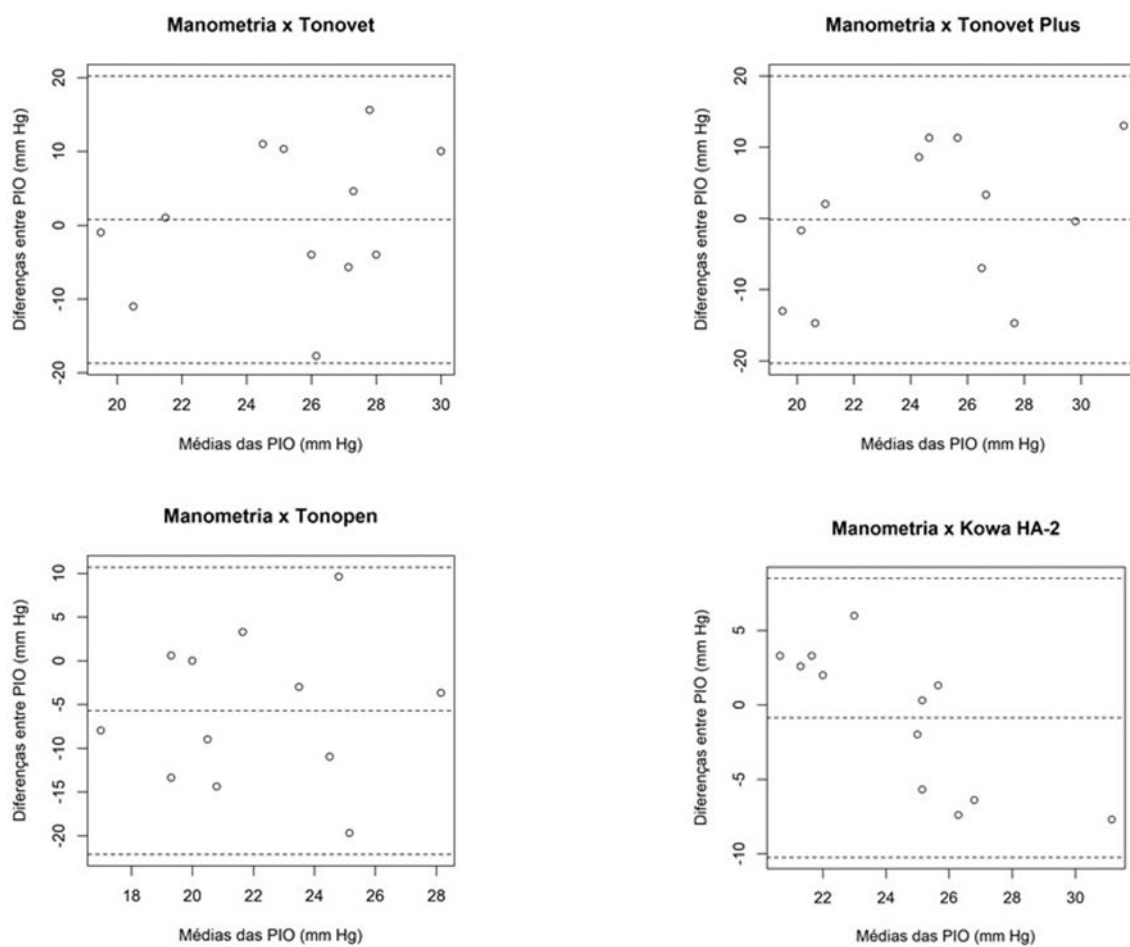 Manometria x Tonovet
Diferenças entre PIO (mm Hg)
20
10
0
-10
-20
20 22 24 26 28 30
Médias das PIO (mm Hg)
Manometria x Tonovet Plus
Diferenças entre PIO (mm Hg)
20
10
0
-10
-20
20 22 24 26 28 30
Médias das PIO (mm Hg)
Manometria x Tonopen
Diferenças entre PIO (mm Hg)
10
5
0
-5
-10
-15
-20
18 20 22 24 26 28
Médias das PIO (mm Hg)
Manometria x Kowa HA-2
Diferenças entre PIO (mm Hg)
5
0
-5
-10
22 24 26 28 30
Médias das PIO (mm Hg)